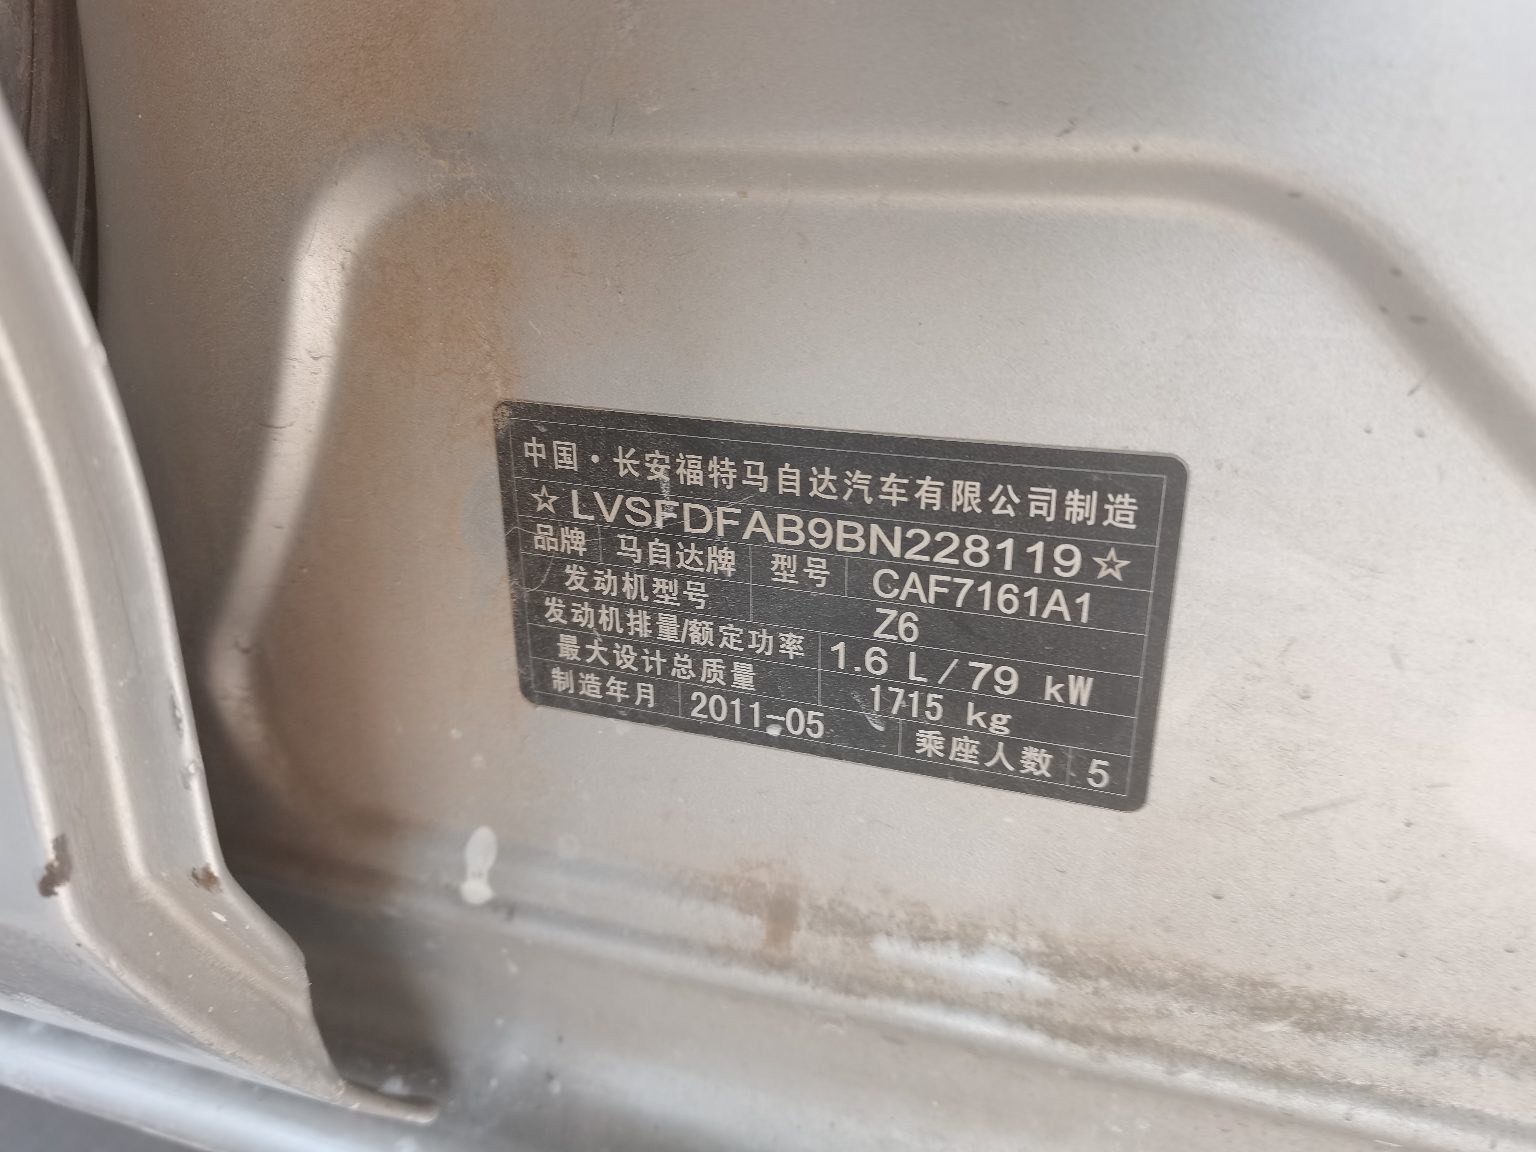 中国·长安福特马自达汽车有限公司制造
☆LVSFDFAB9BN228119☆
品牌 马自达牌 型号 CAF7161A1
发动机型号 Z6
发动机排量/额定功率 1.6 L/79 kW
最大设计总质量 1715 kg
制造年月 2011-05 乘座人数 5